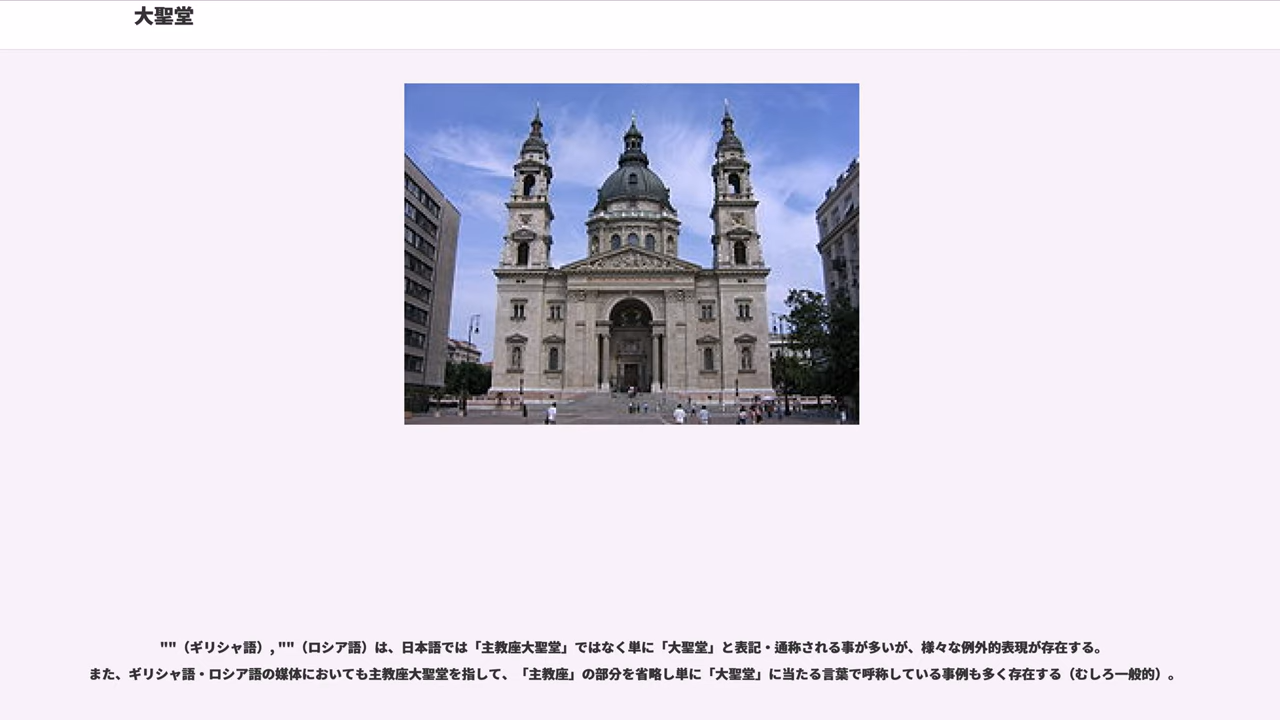 大聖堂
""（ギリシャ語）, ""（ロシア語）は、日本語では「主教座大聖堂」ではなく単に「大聖堂」と表記・通称される事が多いが、様々な例外的表現が存在する。
また、ギリシャ語・ロシア語の媒体においても主教座大聖堂を指して、「主教座」の部分を省略し単に「大聖堂」に当たる言葉で呼称している事例も多く存在する（むしろ一般的）。